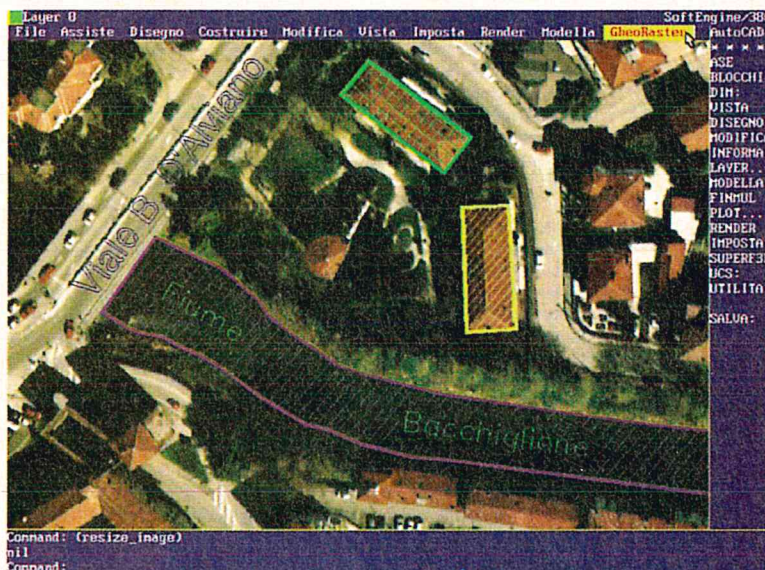 Layer 0 SoftEngine/386
File Assiste Disegno Costruire Modifica Vista Imposta Render Modella GheoRaster AutoCAD
* * * *
ASE
BLOCCHI
DIM:
VISTA
DISEGNO
MODIFICA
INFORMA
LAYER...
MODELLA
FINMUL
PLOT...
RENDER
IMPOSTA
SUPERF3D
UCS:
UTILITA
SALVA:
Viale B. D'Alviano
Fiume
Bacchiglione
Command: (resize_image)
nil
Command: